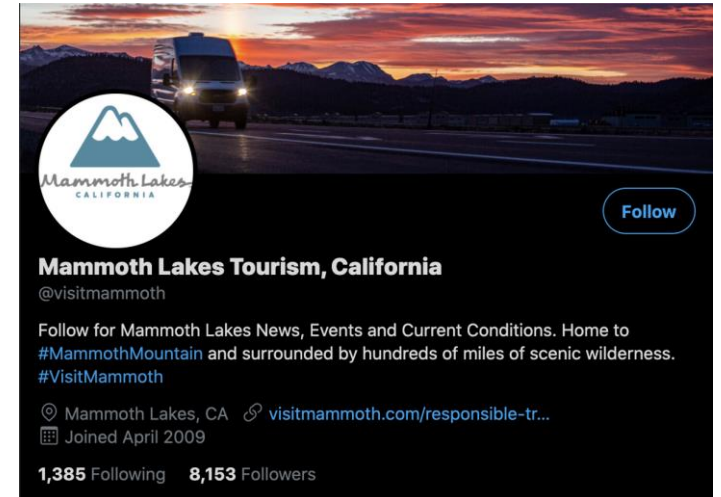 Mammoth Lakes
CALIFORNIA
Follow
Mammoth Lakes Tourism, California
@visitmammoth
Follow for Mammoth Lakes News, Events and Current Conditions. Home to
#MammothMountain and surrounded by hundreds of miles of scenic wilderness.
#VisitMammoth
Mammoth Lakes, CA visitmammoth.com/responsible-tr...
Joined April 2009
1,385 Following 8,153 Followers